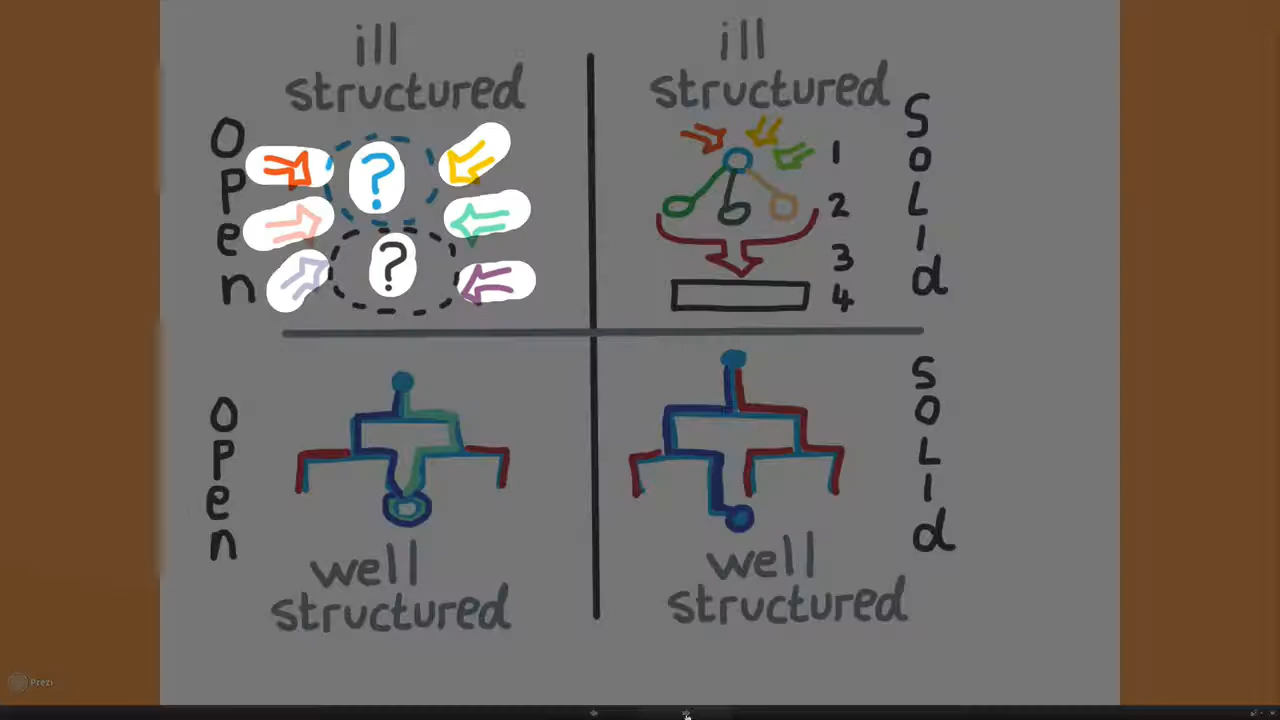 ill
structured
open
?
?
ill
structured
SOLId
1
2
3
4
open
well
structured
SOLId
well
structured
Prezi